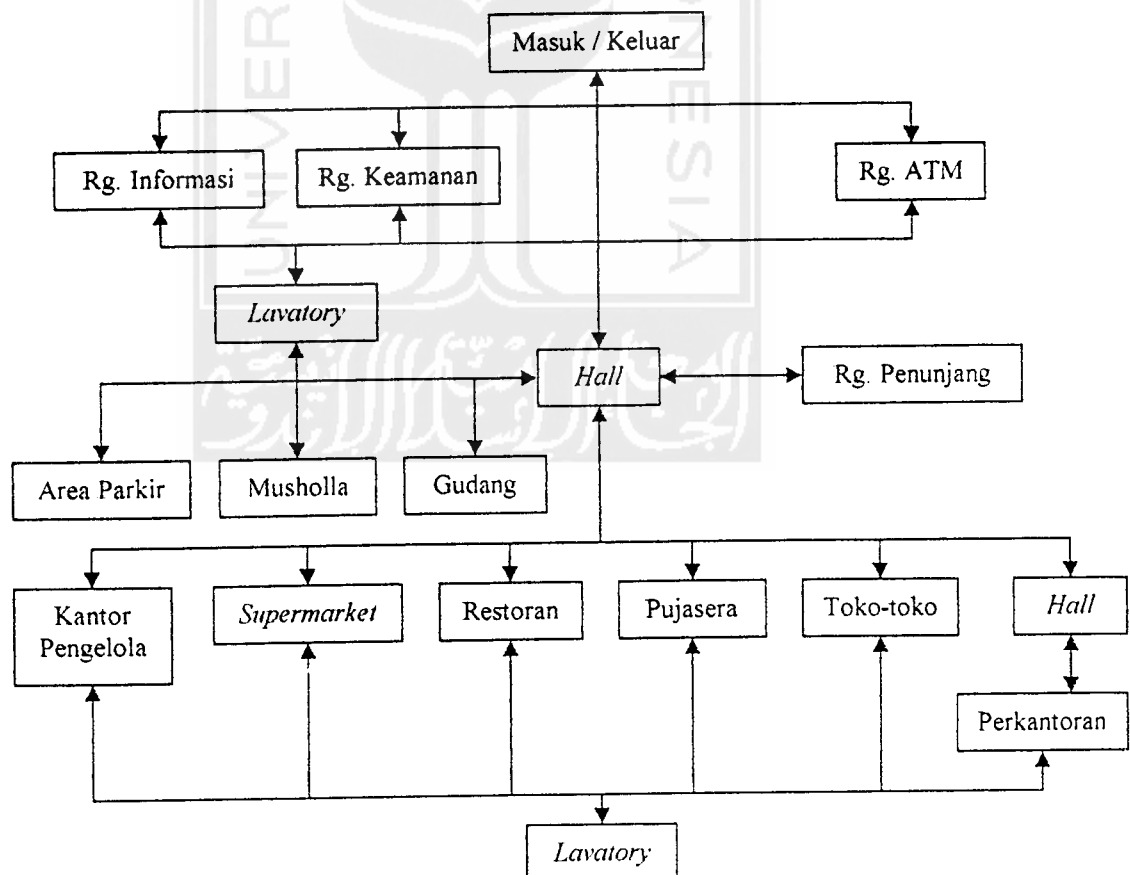 Masuk / Keluar
Rg. Informasi
Rg. Keamanan
Rg. ATM
Lavatory
Hall
Rg. Penunjang
Area Parkir
Musholla
Gudang
Kantor
Pengelola
Supermarket
Restoran
Pujasera
Toko-toko
Hall
Perkantoran
Lavatory